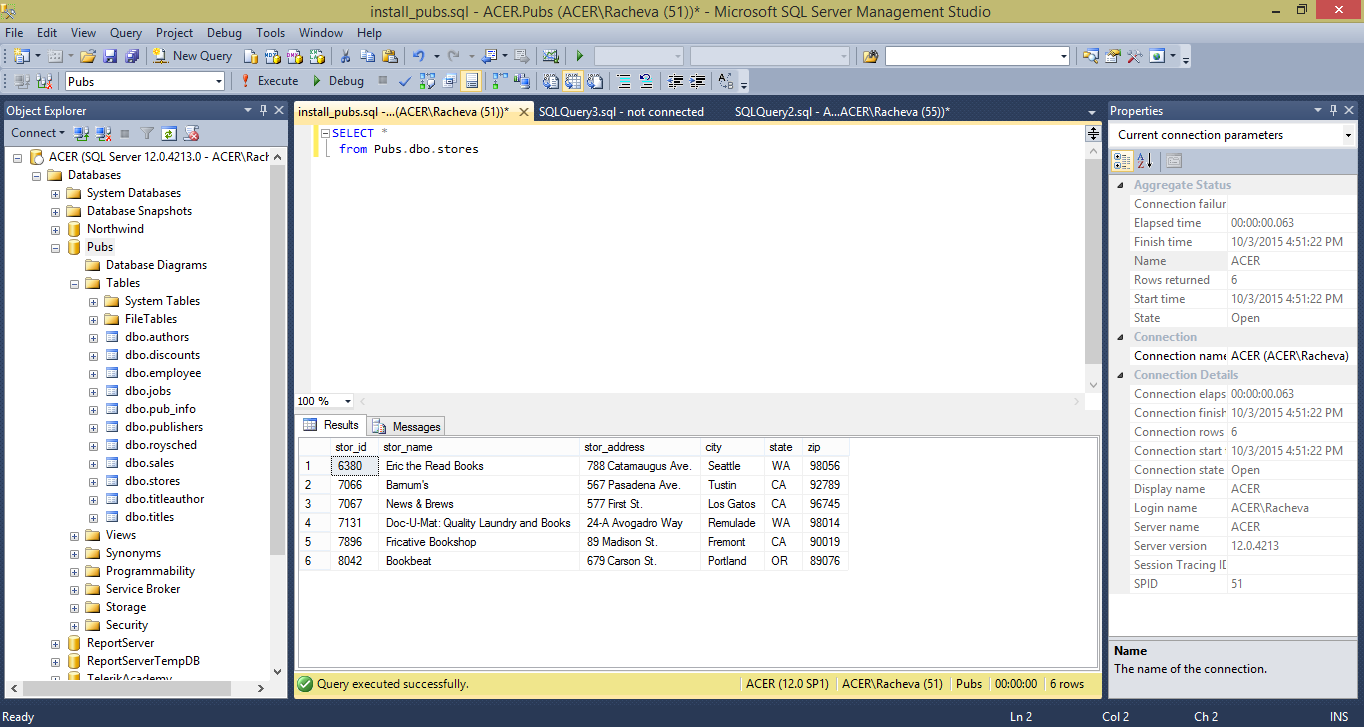 install_pubs.sql - ACER.Pubs (ACER\Racheva (51))* - Microsoft SQL Server Management Studio
File Edit View Query Project Debug Tools Window Help
New Query
Pubs Execute Debug
Object Explorer
Connect
ACER (SQL Server 12.0.4213.0 - ACER\Rach
Databases
System Databases
Database Snapshots
Northwind
Pubs
Database Diagrams
Tables
System Tables
FileTables
dbo.authors
dbo.discounts
dbo.employee
dbo.jobs
dbo.pub_info
dbo.publishers
dbo.roysched
dbo.sales
dbo.stores
dbo.titleauthor
dbo.titles
Views
Synonyms
Programmability
Service Broker
Storage
Security
ReportServer
ReportServerTempDB
TelerikAcademy
install_pubs.sql -...(ACER\Racheva (51))* SQLQuery3.sql - not connected SQLQuery2.sql - A...ACER\Racheva (55))*
SELECT *
from Pubs.dbo.stores
100 %
Results Messages
stor_id stor_name stor_address city state zip
1 6380 Eric the Read Books 788 Catamaugus Ave. Seattle WA 98056
2 7066 Barnum's 567 Pasadena Ave. Tustin CA 92789
3 7067 News & Brews 577 First St. Los Gatos CA 96745
4 7131 Doc-U-Mat: Quality Laundry and Books 24-A Avogadro Way Remulade WA 98014
5 7896 Fricative Bookshop 89 Madison St. Fremont CA 90019
6 8042 Bookbeat 679 Carson St. Portland OR 89076
Query executed successfully. ACER (12.0 SP1) ACER\Racheva (51) Pubs 00:00:00 6 rows
Properties
Current connection parameters
Aggregate Status
Connection failur
Elapsed time 00:00:00.063
Finish time 10/3/2015 4:51:22 PM
Name ACER
Rows returned 6
Start time 10/3/2015 4:51:22 PM
State Open
Connection
Connection name ACER (ACER\Racheva)
Connection Details
Connection elaps 00:00:00.063
Connection finish 10/3/2015 4:51:22 PM
Connection rows 6
Connection start 10/3/2015 4:51:22 PM
Connection state Open
Display name ACER
Login name ACER\Racheva
Server name ACER
Server version 12.0.4213
Session Tracing ID
SPID 51
Name
The name of the connection.
Ready Ln 2 Col 2 Ch 2 INS